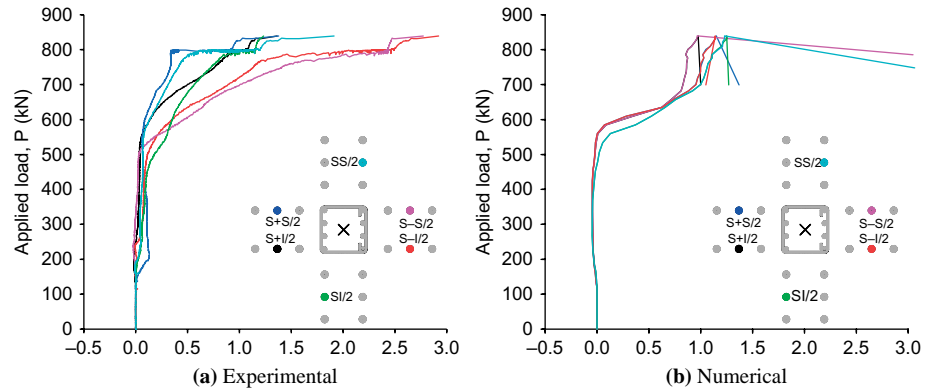 Applied load, P (kN)
900
800
700
600
500
400
300
200
100
0
–0.5
0.0
0.5
1.0
1.5
2.0
2.5
3.0
SS/2
S+S/2
S+I/2
S–S/2
S–I/2
SI/2
(a) Experimental
Applied load, P (kN)
900
800
700
600
500
400
300
200
100
0
–0.5
0.0
0.5
1.0
1.5
2.0
2.5
3.0
SS/2
S+S/2
S+I/2
S–S/2
S–I/2
SI/2
(b) Numerical